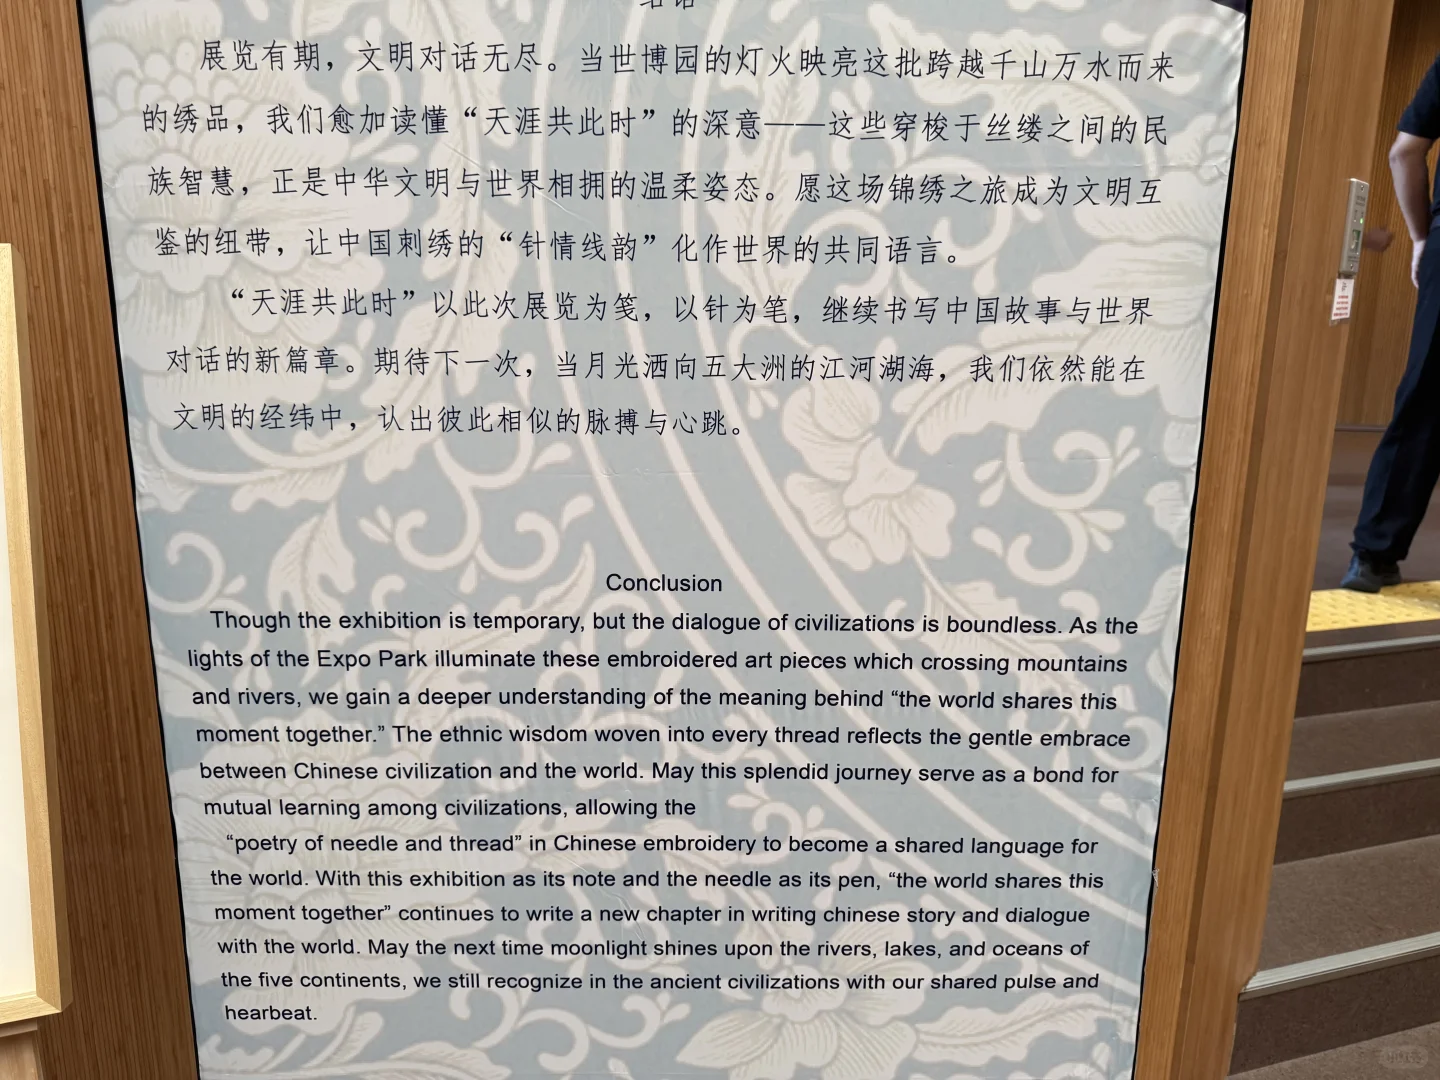 结语
展览有期，文明对话无尽。当世博园的灯火映亮这批跨越千山万水而来
的绣品，我们愈加读懂“天涯共此时”的深意——这些穿梭于丝缕之间的民
族智慧，正是中华文明与世界相拥的温柔姿态。愿这场锦绣之旅成为文明互
鉴的纽带，让中国刺绣的“针情线韵”化作世界的共同语言。
“天涯共此时”以此次展览为笺，以针为笔，继续书写中国故事与世界
对话的新篇章。期待下一次，当月光洒向五大洲的江河湖海，我们依然能在
文明的经纬中，认出彼此相似的脉搏与心跳。
Conclusion
Though the exhibition is temporary, but the dialogue of civilizations is boundless. As the
lights of the Expo Park illuminate these embroidered art pieces which crossing mountains
and rivers, we gain a deeper understanding of the meaning behind “the world shares this
moment together.” The ethnic wisdom woven into every thread reflects the gentle embrace
between Chinese civilization and the world. May this splendid journey serve as a bond for
mutual learning among civilizations, allowing the
“poetry of needle and thread” in Chinese embroidery to become a shared language for
the world. With this exhibition as its note and the needle as its pen, “the world shares this
moment together” continues to write a new chapter in writing chinese story and dialogue
with the world. May the next time moonlight shines upon the rivers, lakes, and oceans of
the five continents, we still recognize in the ancient civilizations with our shared pulse and
hearbeat.